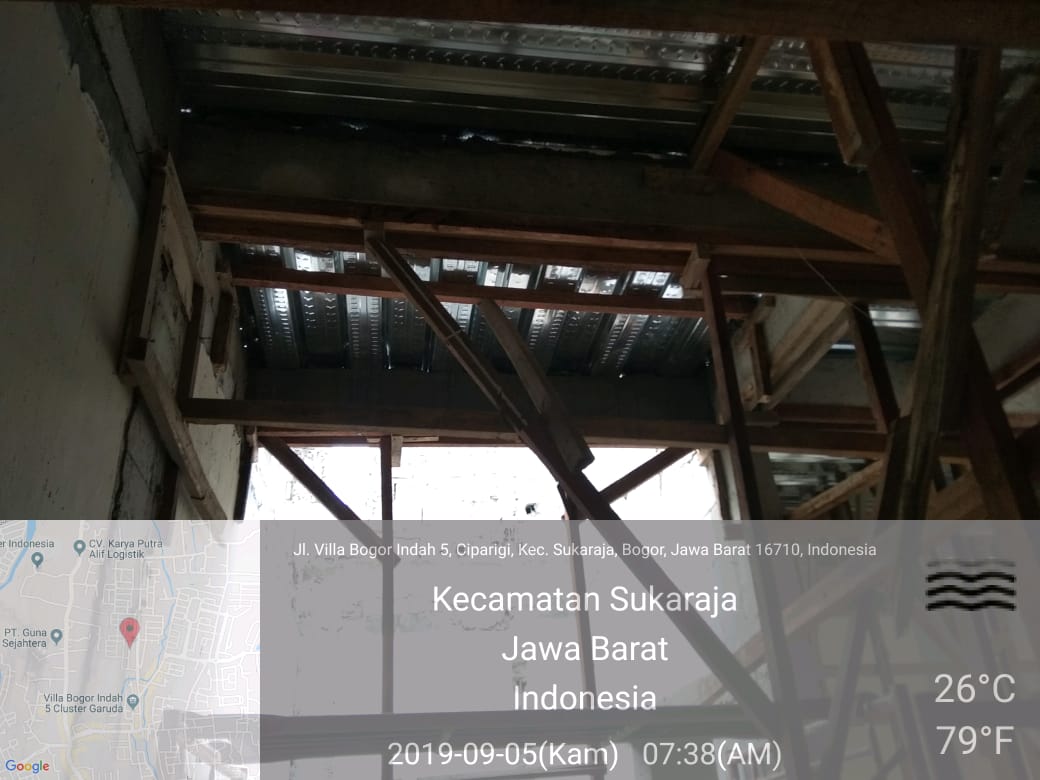 Jl. Villa Bogor Indah 5, Ciparigi, Kec. Sukaraja, Bogor, Jawa Barat 16710, Indonesia
Kecamatan Sukaraja
Jawa Barat
Indonesia
2019-09-05(Kam) 07:38(AM)
26°C
79°F
er Indonesia
CV. Karya Putra
Alif Logistik
PT. Guna
Sejahtera
Villa Bogor Indah
5 Cluster Garuda
Google